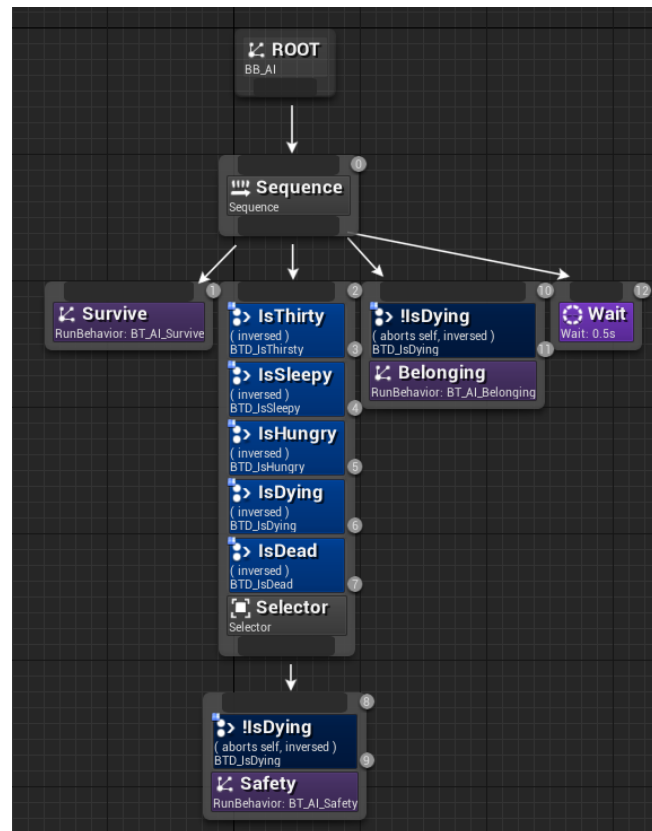 ROOT
BB_AI
0
Sequence
Sequence
1
Survive
RunBehavior: BT_AI_Survive
2
IsThirty
( inversed )
BTD_IsThirsty
3
IsSleepy
( inversed )
BTD_IsSleepy
4
IsHungry
( inversed )
BTD_IsHungry
5
IsDying
( inversed )
BTD_IsDying
6
IsDead
( inversed )
BTD_IsDead
7
Selector
Selector
10
!IsDying
( aborts self, inversed )
BTD_IsDying
11
Belonging
RunBehavior: BT_AI_Belonging
12
Wait
Wait: 0.5s
8
!IsDying
( aborts self, inversed )
BTD_IsDying
9
Safety
RunBehavior: BT_AI_Safety